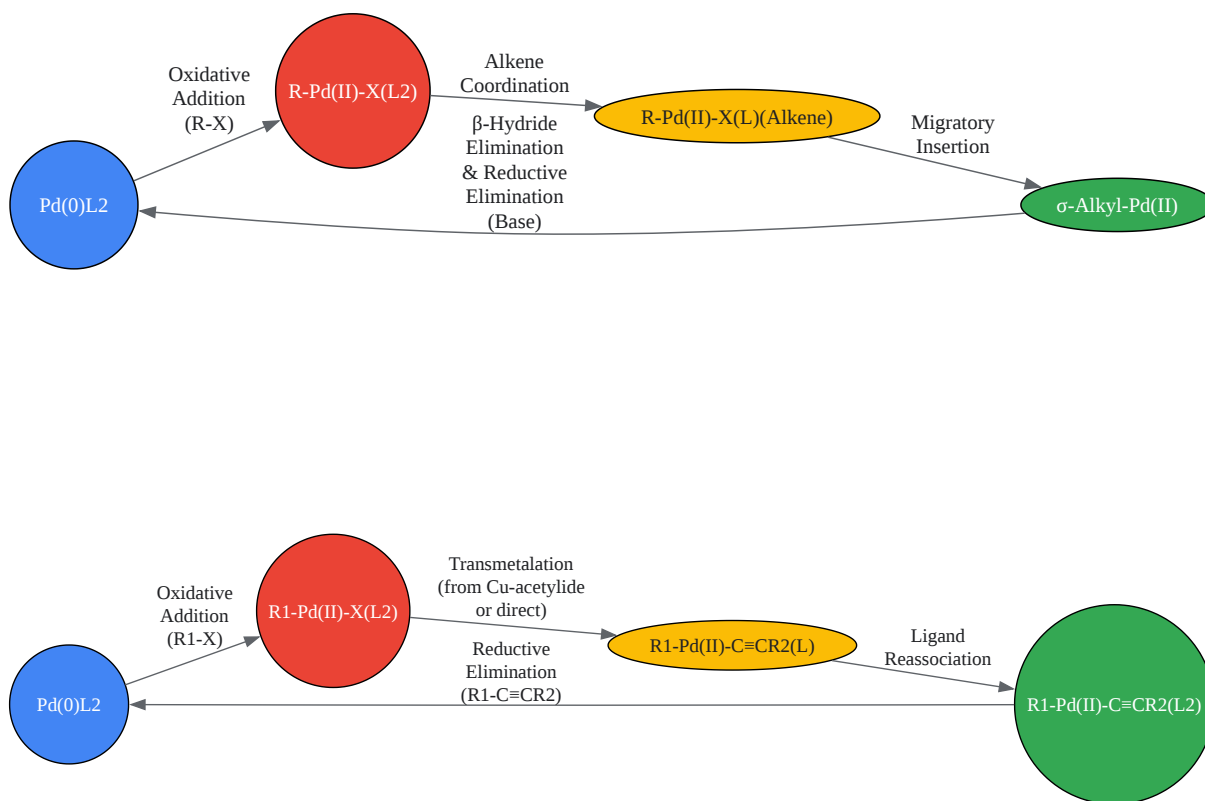 Oxidative
Addition
(R-X)
R-Pd(II)-X(L2)
Alkene
Coordination
R-Pd(II)-X(L)(Alkene)
Migratory
Insertion
Pd(0)L2
β-Hydride
Elimination
& Reductive
Elimination
(Base)
σ-Alkyl-Pd(II)
Oxidative
Addition
(R1-X)
R1-Pd(II)-X(L2)
Transmetalation
(from Cu-acetylide
or direct)
R1-Pd(II)-C≡CR2(L)
Ligand
Reassociation
Pd(0)L2
Reductive
Elimination
(R1-C≡CR2)
R1-Pd(II)-C≡CR2(L2)